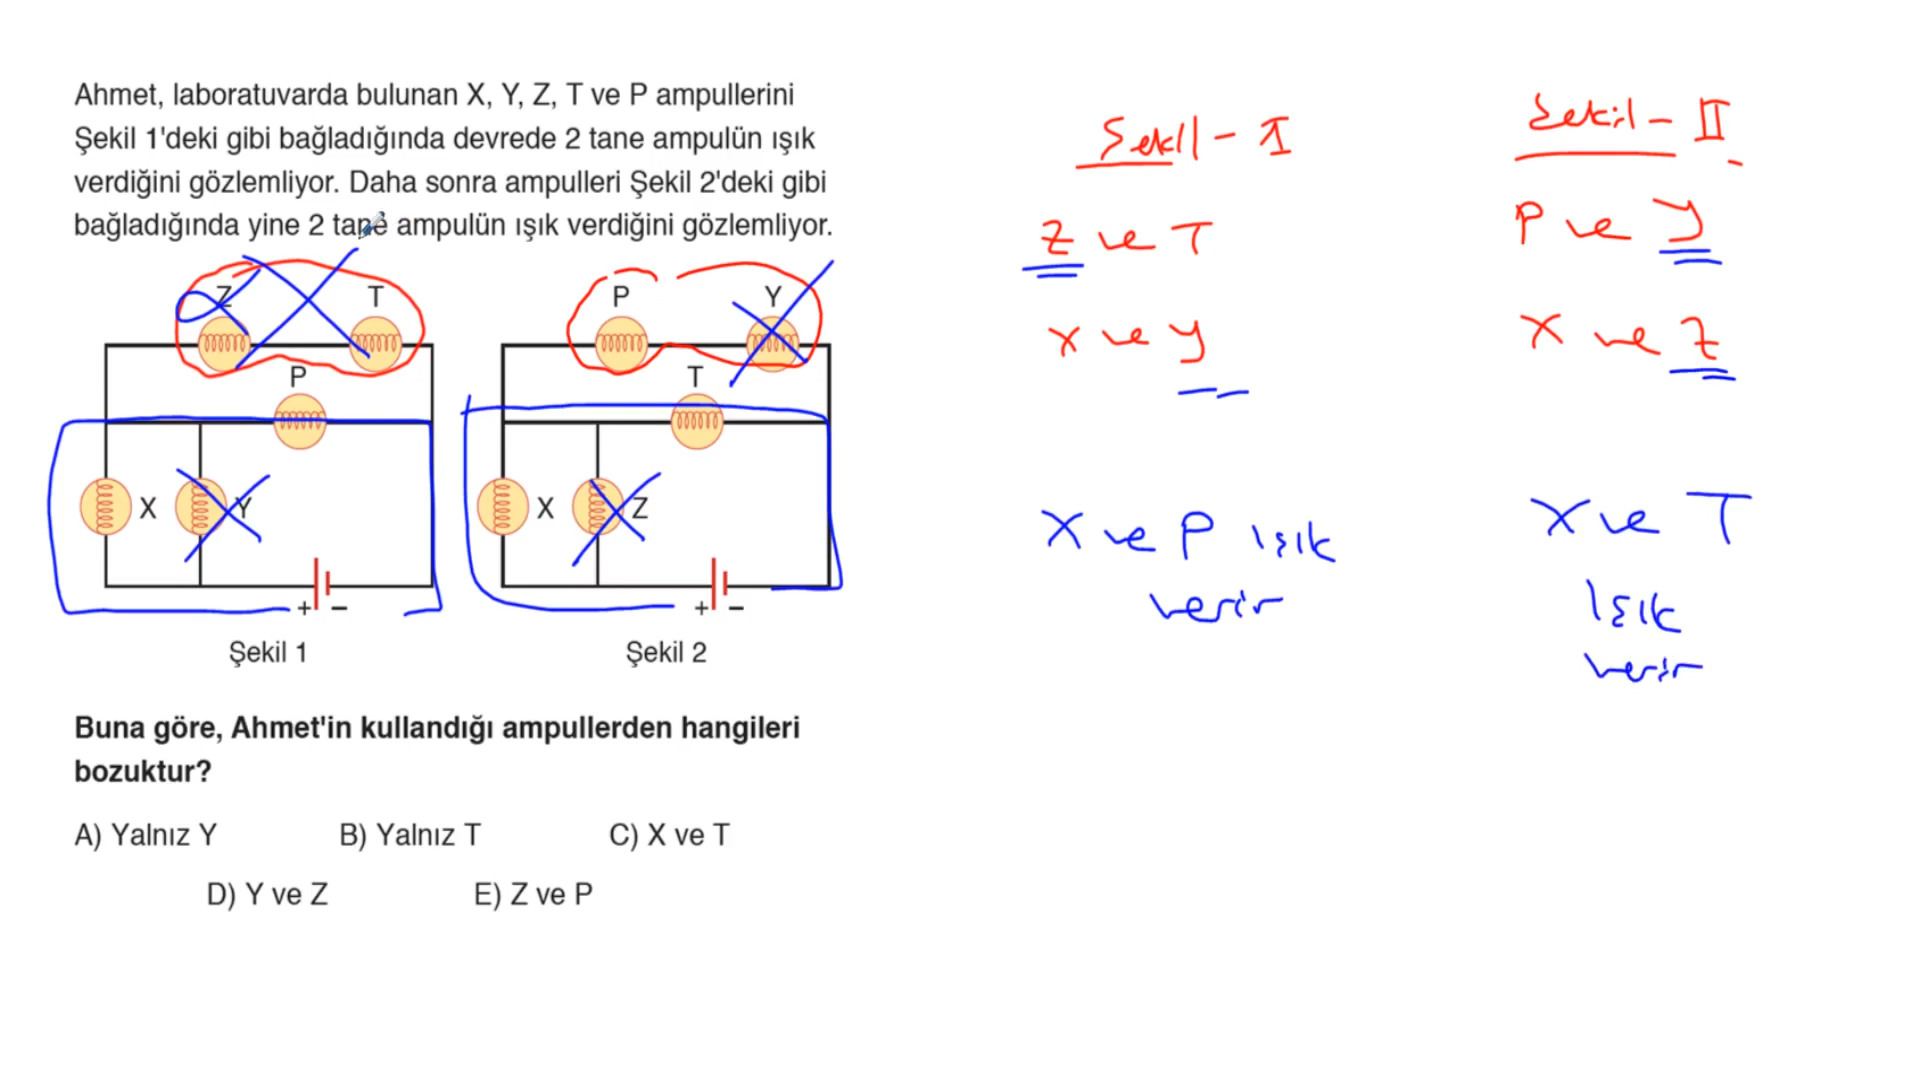 Ahmet, laboratuvarda bulunan X, Y, Z, T ve P ampullerini
Şekil 1'deki gibi bağladığında devrede 2 tane ampulün ışık
verdiğini gözlemliyor. Daha sonra ampulleri Şekil 2'deki gibi
bağladığında yine 2 tane ampulün ışık verdiğini gözlemliyor.
Z T
P
X Y
+ −
Şekil 1
P Y
T
X Z
+ −
Şekil 2
Buna göre, Ahmet'in kullandığı ampullerden hangileri
bozuktur?
A) Yalnız Y B) Yalnız T C) X ve T
D) Y ve Z E) Z ve P
Şekil - I
Z ve T
X ve Y
X ve P Işık
verir
Şekil - II
P ve Y
X ve Z
X ve T
Işık
verir